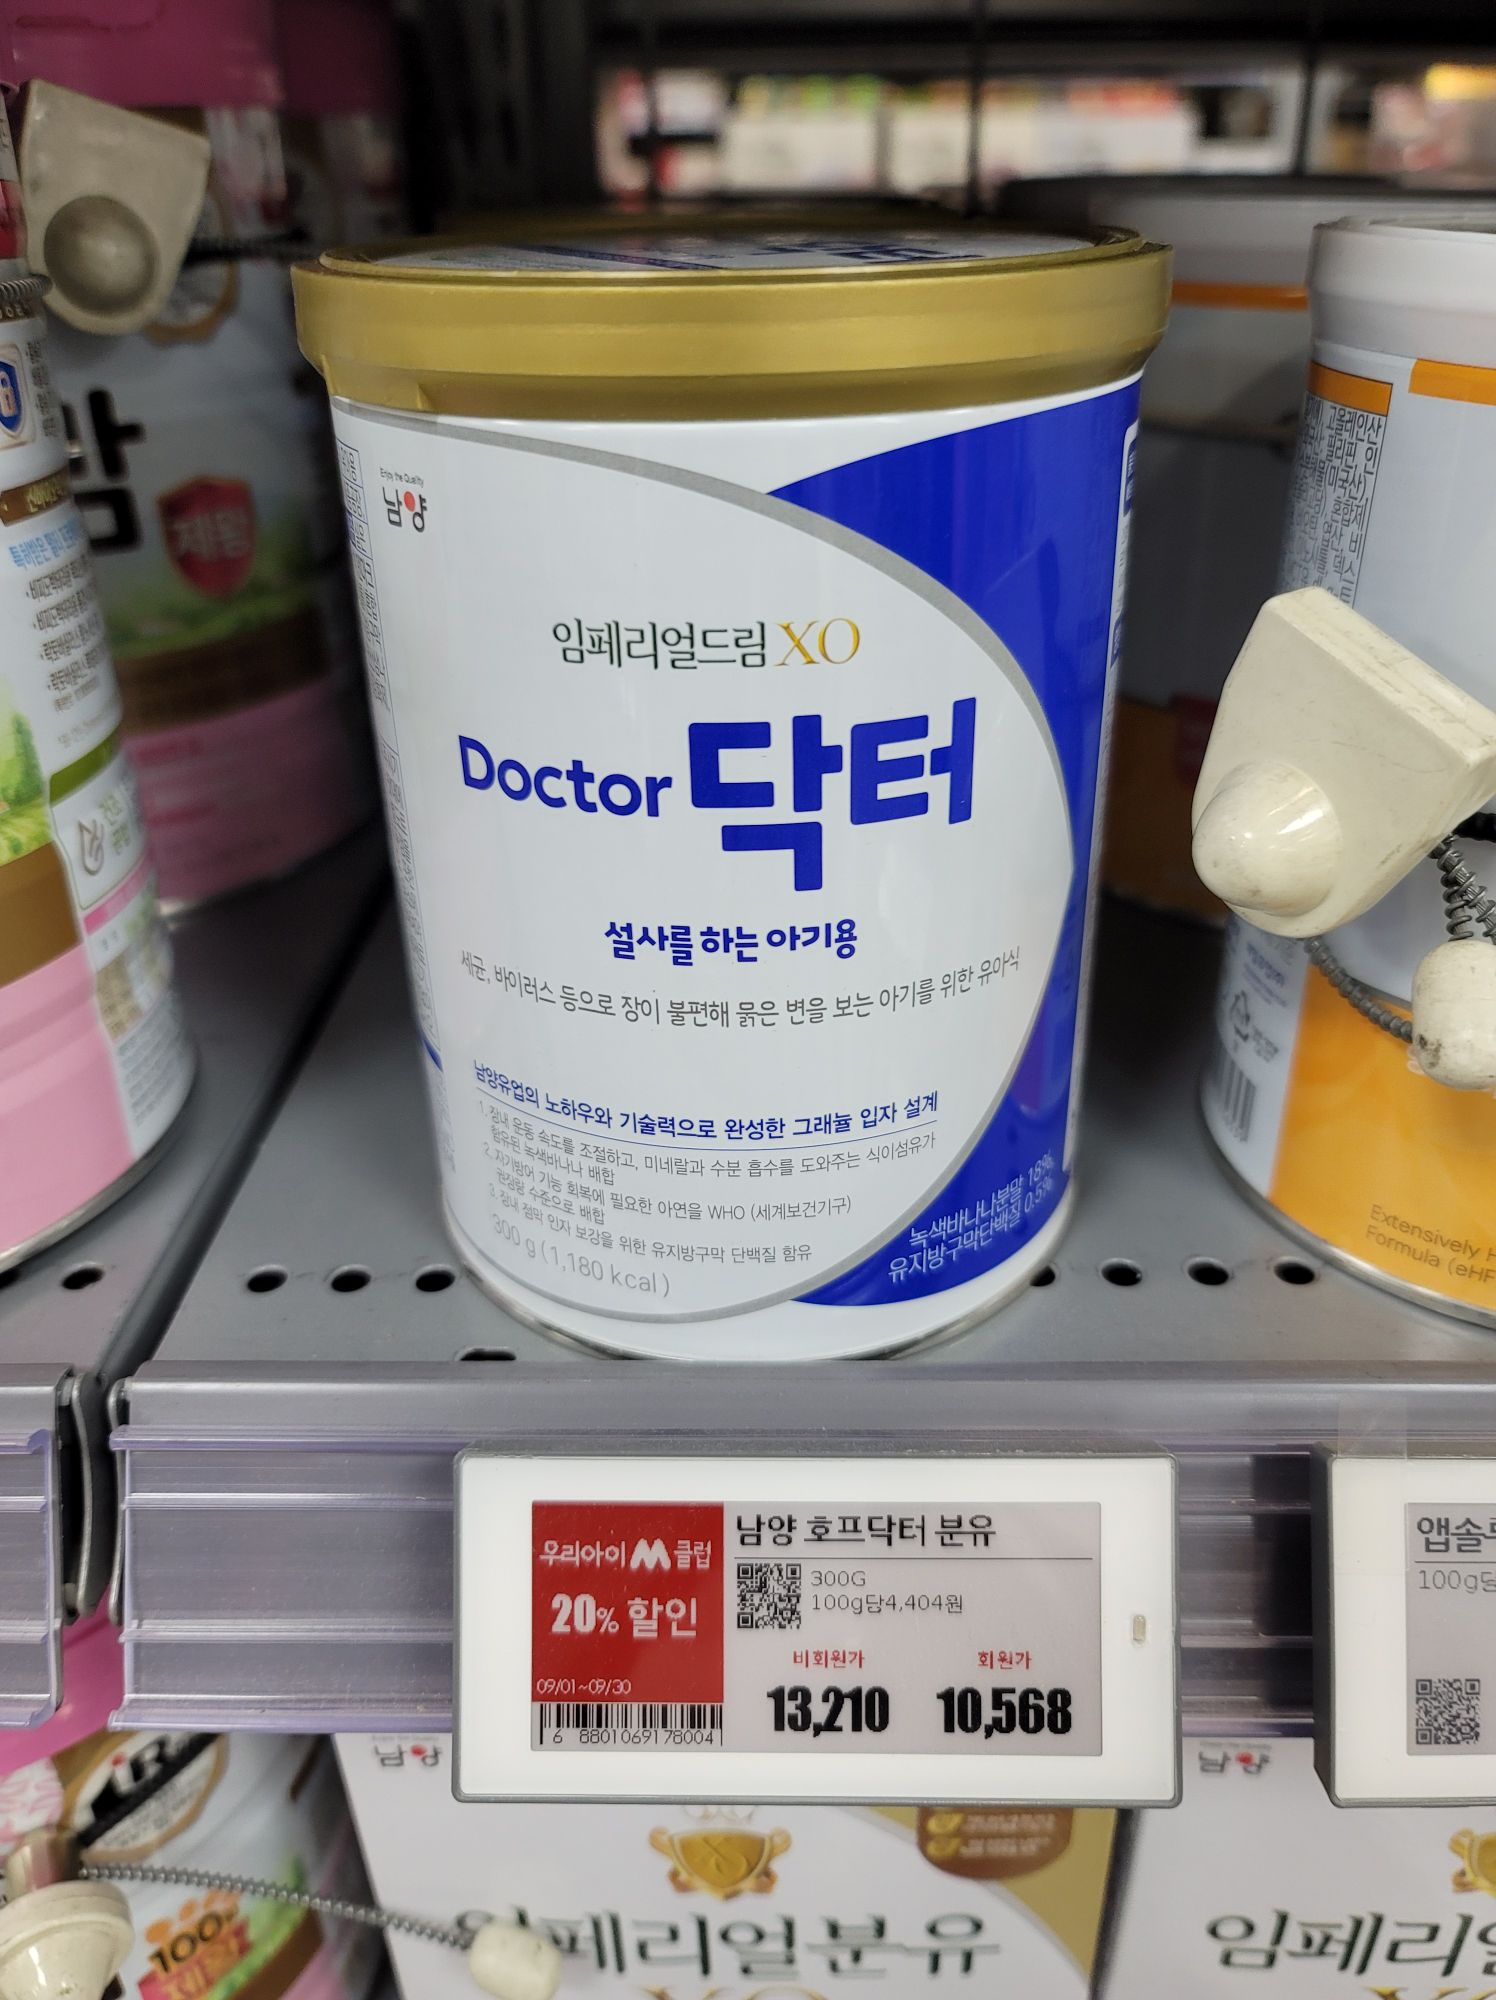 Enjoy the Quality
남양
임페리얼드림 XO
Doctor 닥터
설사를 하는 아기용
세균, 바이러스 등으로 장이 불편해 묽은 변을 보는 아기를 위한 유아식
남양유업의 노하우와 기술력으로 완성한 그래뉼 입자 설계
1. 장내 운동 속도를 조절하고, 미네랄과 수분 흡수를 도와주는 식이섬유가
함유된 녹색바나나 배합
2. 자기방어 기능 회복에 필요한 아연을 WHO (세계보건기구)
권장량 수준으로 배합
3. 장내 점막 인자 보강을 위한 유지방구막 단백질 함유
300 g (1,180 kcal)
녹색바나나분말 18%
유지방구막단백질 0.5%
제왕
Extensively H
Formula (eHF
우리아이 M 클럽
20% 할인
09/01~09/30
6 8801069178004
남양 호프닥터 분유
300G
100g당4,404원
비회원가
회원가
13,210
10,568
앱솔루
100g당
남양
임페리얼분유
XO
남양
임페리얼
100